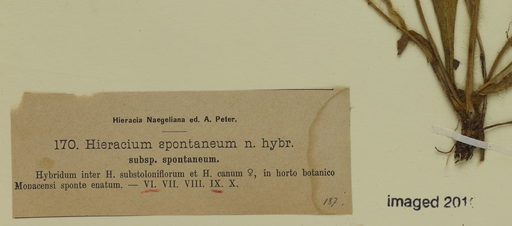 Hieracia Naegeliana ed. A. Peter.
170. Hieracium spontaneum n. hybr.
subsp. spontaneum.
Hybridum inter H. substoloniflorum et H. canum ♀, in horto botanico
Monacensi sponte enatum. — VI. VII. VIII. IX. X.
187.
imaged 201